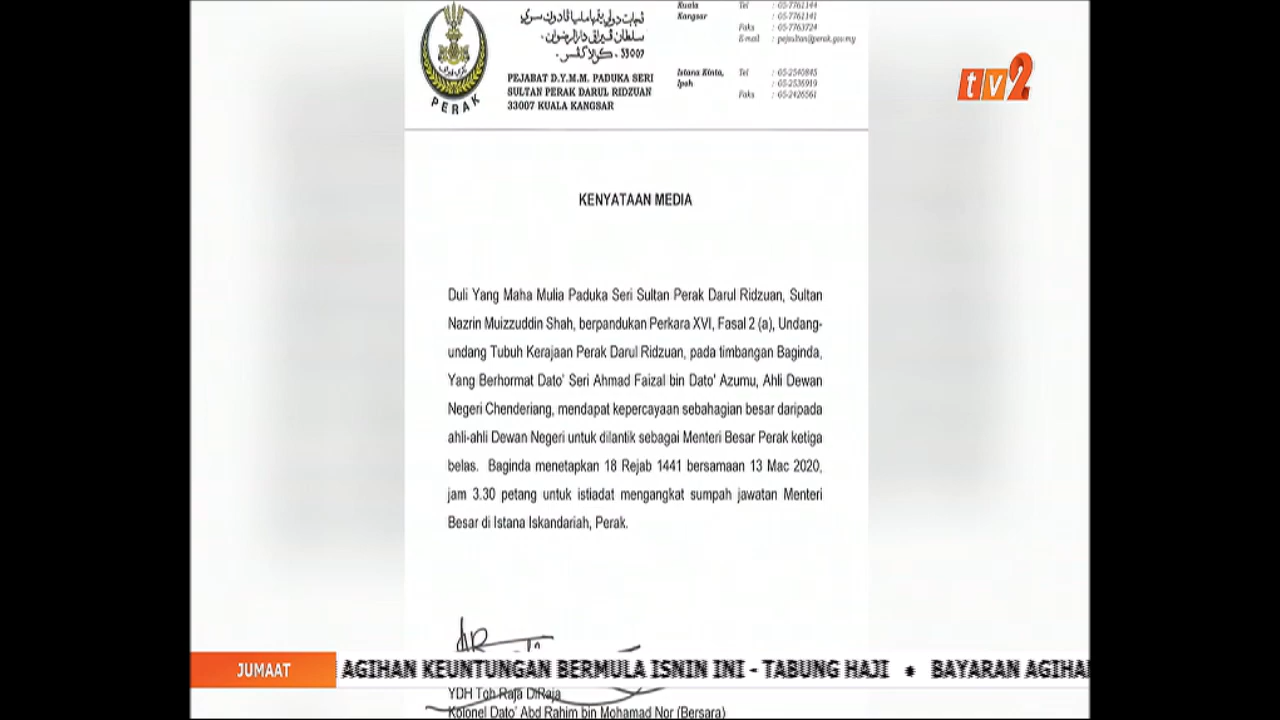 Kuala Tel : 05-7761144
Kangsar : 05-7761141
Faks : 05-7763724
E-mail : pejsultan@perak.gov.my
سلطان ڤيراق دارالرضوان،
33007 ، كوالا كڠسر.
PERAK
PEJABAT D.Y.M.M. PADUKA SERI
SULTAN PERAK DARUL RIDZUAN
33007 KUALA KANGSAR
Istana Kinta, Tel : 05-2540845
Ipoh : 05-2536919
Faks : 05-2426561
tv2
KENYATAAN MEDIA
Duli Yang Maha Mulia Paduka Seri Sultan Perak Darul Ridzuan, Sultan
Nazrin Muizzuddin Shah, berpandukan Perkara XVI, Fasal 2 (a), Undang-
undang Tubuh Kerajaan Perak Darul Ridzuan, pada timbangan Baginda,
Yang Berhormat Dato' Seri Ahmad Faizal bin Dato' Azumu, Ahli Dewan
Negeri Chenderiang, mendapat kepercayaan sebahagian besar daripada
ahli-ahli Dewan Negeri untuk dilantik sebagai Menteri Besar Perak ketiga
belas. Baginda menetapkan 18 Rejab 1441 bersamaan 13 Mac 2020,
jam 3.30 petang untuk istiadat mengangkat sumpah jawatan Menteri
Besar di Istana Iskandariah, Perak.
JUMAAT AGIHAN KEUNTUNGAN BERMULA ISNIN INI - TABUNG HAJI * BAYARAN AGIHA
YDH Toh Raja DiRaja
Kolonel Dato' Abd Rahim bin Mohamad Nor (Bersara)